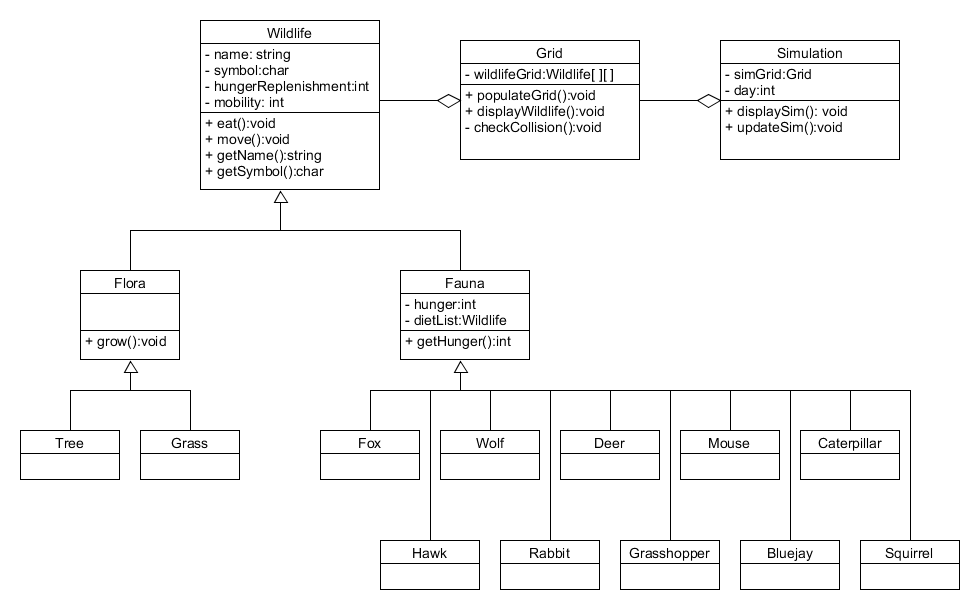 Wildlife
- name: string
- symbol:char
- hungerReplenishment:int
- mobility: int
+ eat():void
+ move():void
+ getName():string
+ getSymbol():char
Grid
- wildlifeGrid:Wildlife[ ][ ]
+ populateGrid():void
+ displayWildlife():void
- checkCollision():void
Simulation
- simGrid:Grid
- day:int
+ displaySim(): void
+ updateSim():void
Flora
+ grow():void
Fauna
- hunger:int
- dietList:Wildlife
+ getHunger():int
Tree
Grass
Fox
Wolf
Deer
Mouse
Caterpillar
Hawk
Rabbit
Grasshopper
Bluejay
Squirrel